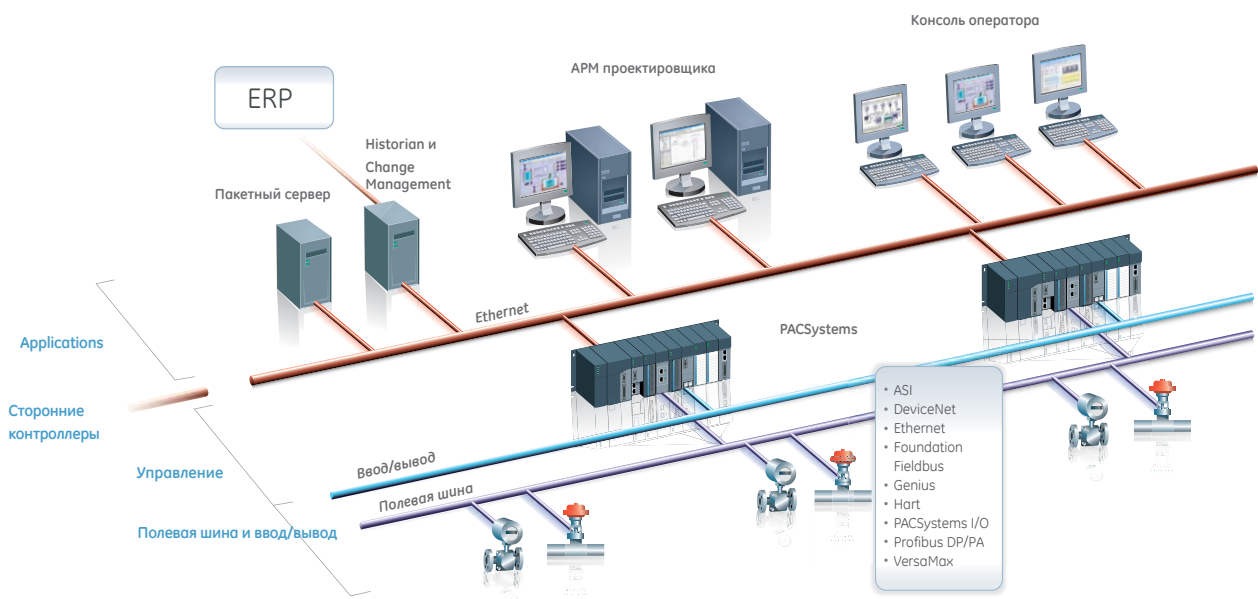 Консоль оператора
АРМ проектировщика
ERP
Historian и
Change
Management
Пакетный сервер
Ethernet
PACSystems
Applications
Сторонние
контроллеры
Управление
Ввод/вывод
Полевая шина
Полевая шина и ввод/вывод
• ASI
• DeviceNet
• Ethernet
• Foundation
Fieldbus
• Genius
• Hart
• PACSystems I/O
• Profibus DP/PA
• VersaMax